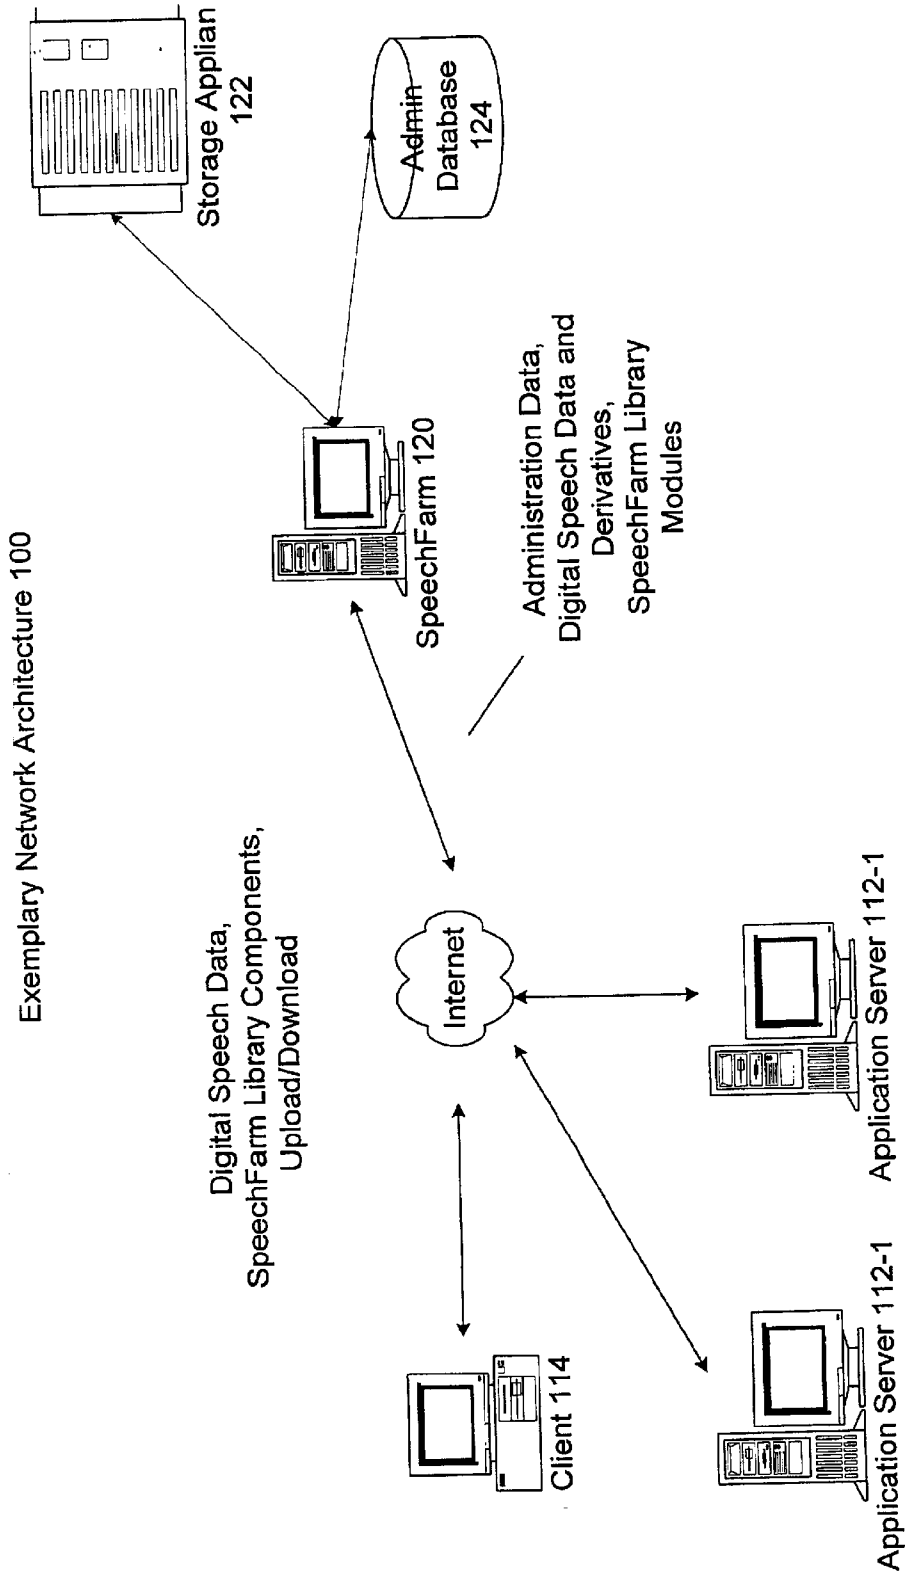 Exemplary Network Architecture 100
Storage Applian
122
Admin
Database
124
SpeechFarm 120
Administration Data,
Digital Speech Data and
Derivatives,
SpeechFarm Library
Modules
Digital Speech Data,
SpeechFarm Library Components,
Upload/Download
Internet
Client 114
Application Server 112-1
Application Server 112-1